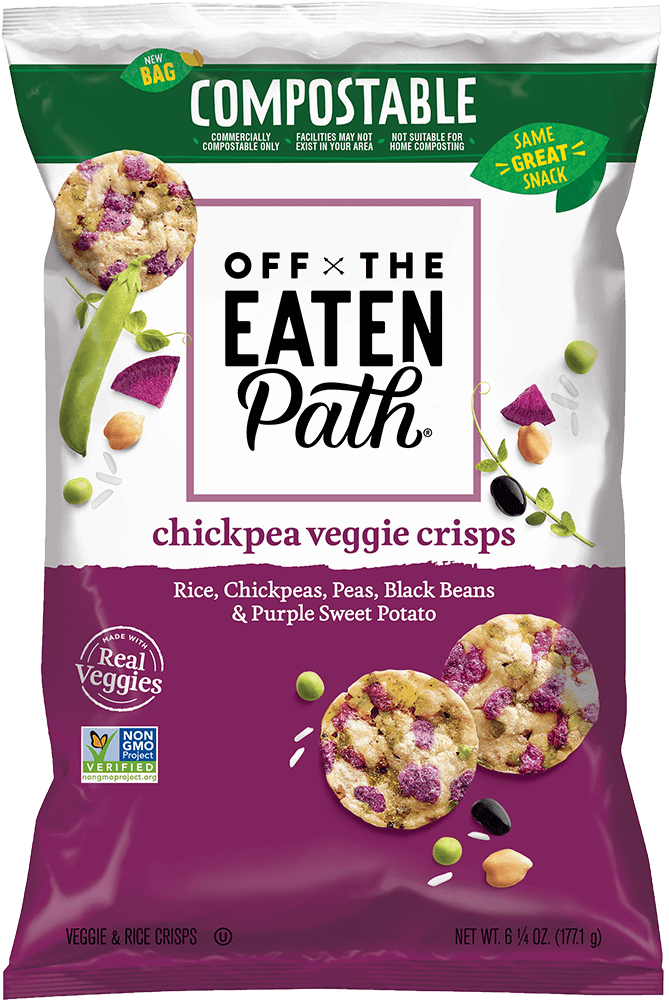 NEW
BAG
COMPOSTABLE
COMMERCIALLY
COMPOSTABLE ONLY
FACILITIES MAY NOT
EXIST IN YOUR AREA
NOT SUITABLE FOR
HOME COMPOSTING
SAME
GREAT
SNACK
OFF × THE
EATEN
Path®
chickpea veggie crisps
Rice, Chickpeas, Peas, Black Beans
& Purple Sweet Potato
MADE WITH
Real
Veggies
NON
GMO
Project
VERIFIED
nongmoproject.org
VEGGIE & RICE CRISPS U
NET WT. 6 ¼ OZ. (177.1 g)